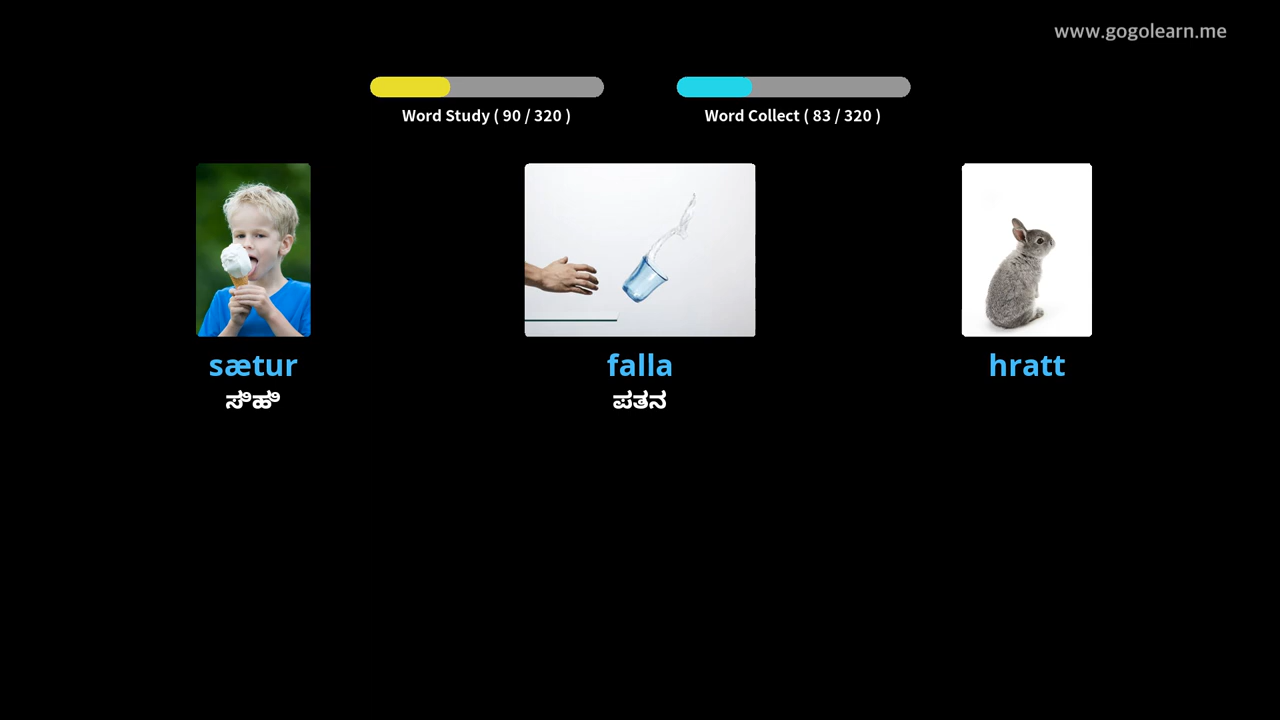 www.gogolearn.me
Word Study ( 90 / 320 )
Word Collect ( 83 / 320 )
sætur
ಸಿಹಿ
falla
ಪತನ
hratt